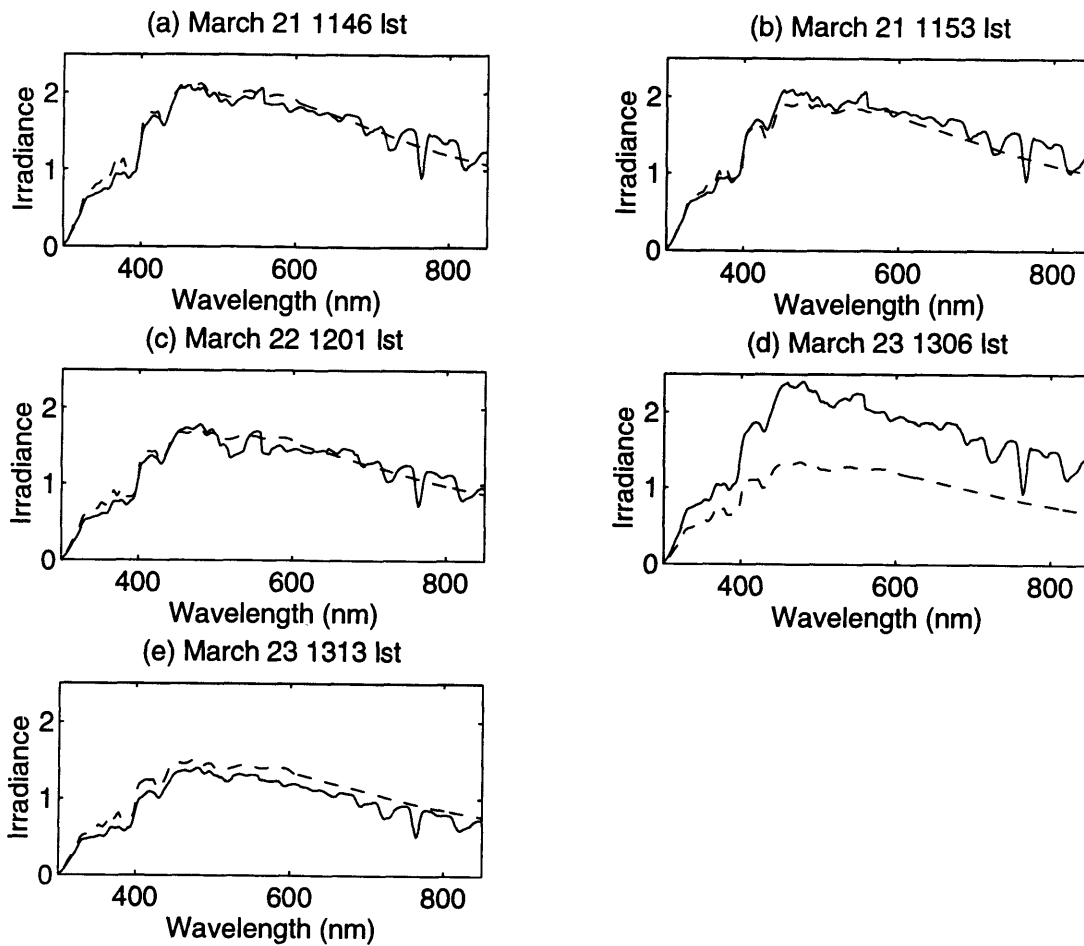 (a) March 21 1146 lst
Irradiance
2
1
0
400 600 800
Wavelength (nm)
(b) March 21 1153 lst
Irradiance
2
1
0
400 600 800
Wavelength (nm)
(c) March 22 1201 lst
Irradiance
2
1
0
400 600 800
Wavelength (nm)
(d) March 23 1306 lst
Irradiance
2
1
0
400 600 800
Wavelength (nm)
(e) March 23 1313 lst
Irradiance
2
1
0
400 600 800
Wavelength (nm)